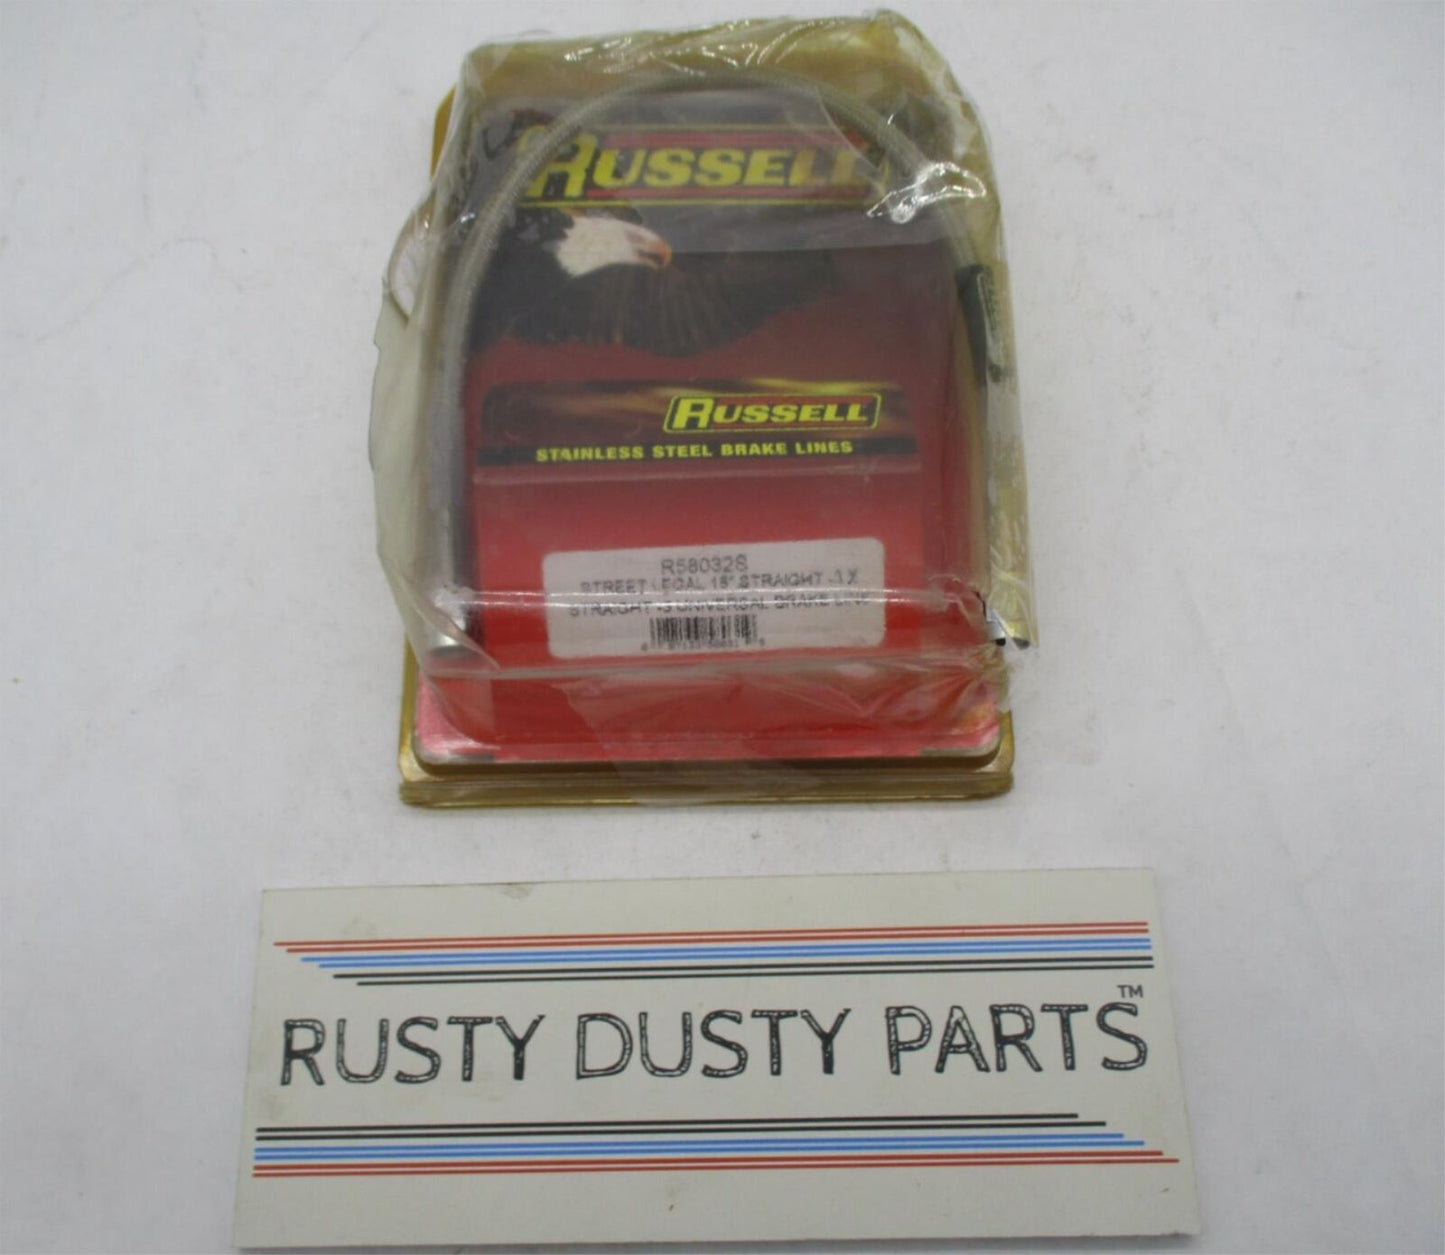 RUSSELL
RUSSELL
STAINLESS STEEL BRAKE LINES
R58032S
STREET LEGAL STRAIGHT -3 X
STRAIGHT -3 UNIVERSAL BRAKE LINE
RUSTY DUSTY PARTS™